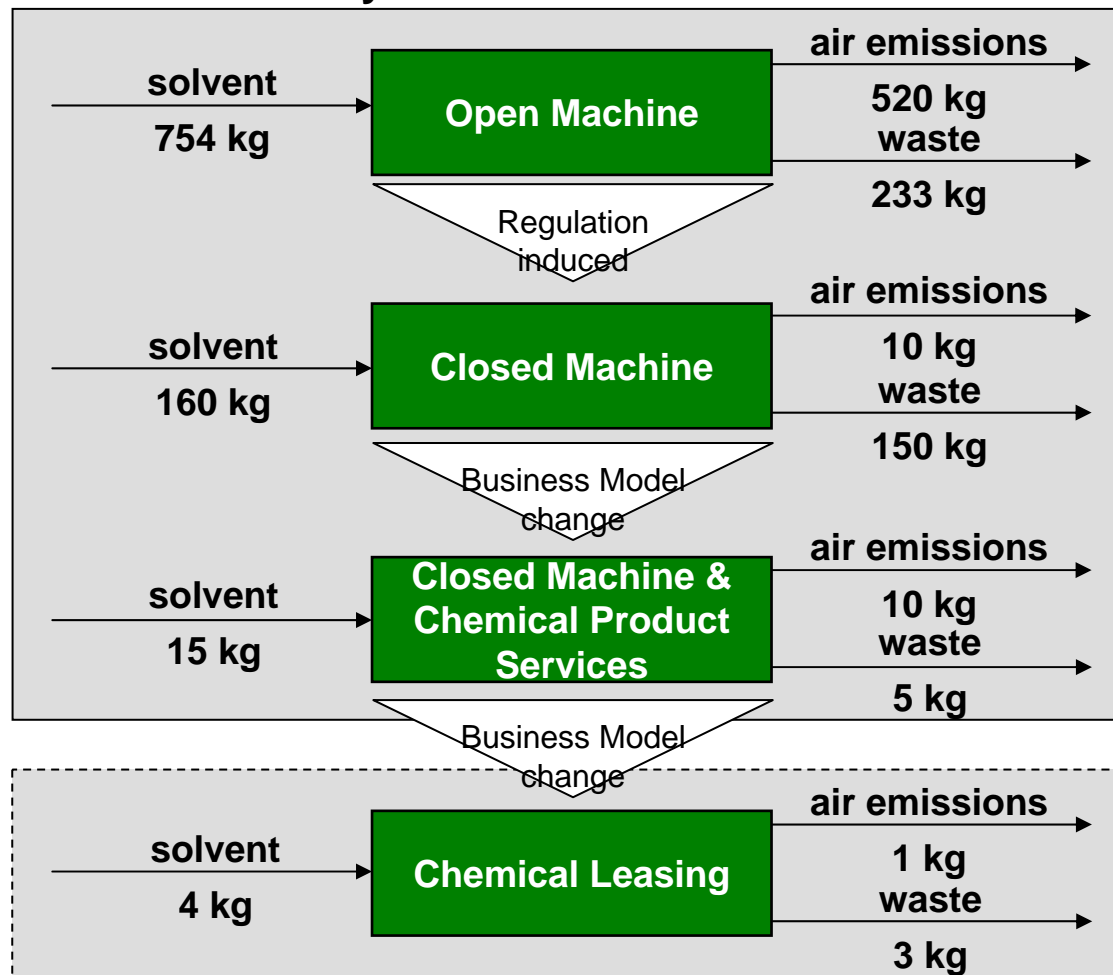 air emissions
solvent
520 kg
Open Machine
754 kg
waste
233 kg
Regulation
induced
air emissions
solvent
10 kg
Closed Machine
160 kg
waste
150 kg
Business Model
change
air emissions
Closed Machine &
Chemical Product
Services
solvent
10 kg
15 kg
waste
5 kg
Business Model
change
air emissions
solvent
1 kg
Chemical Leasing
4 kg
waste
3 kg